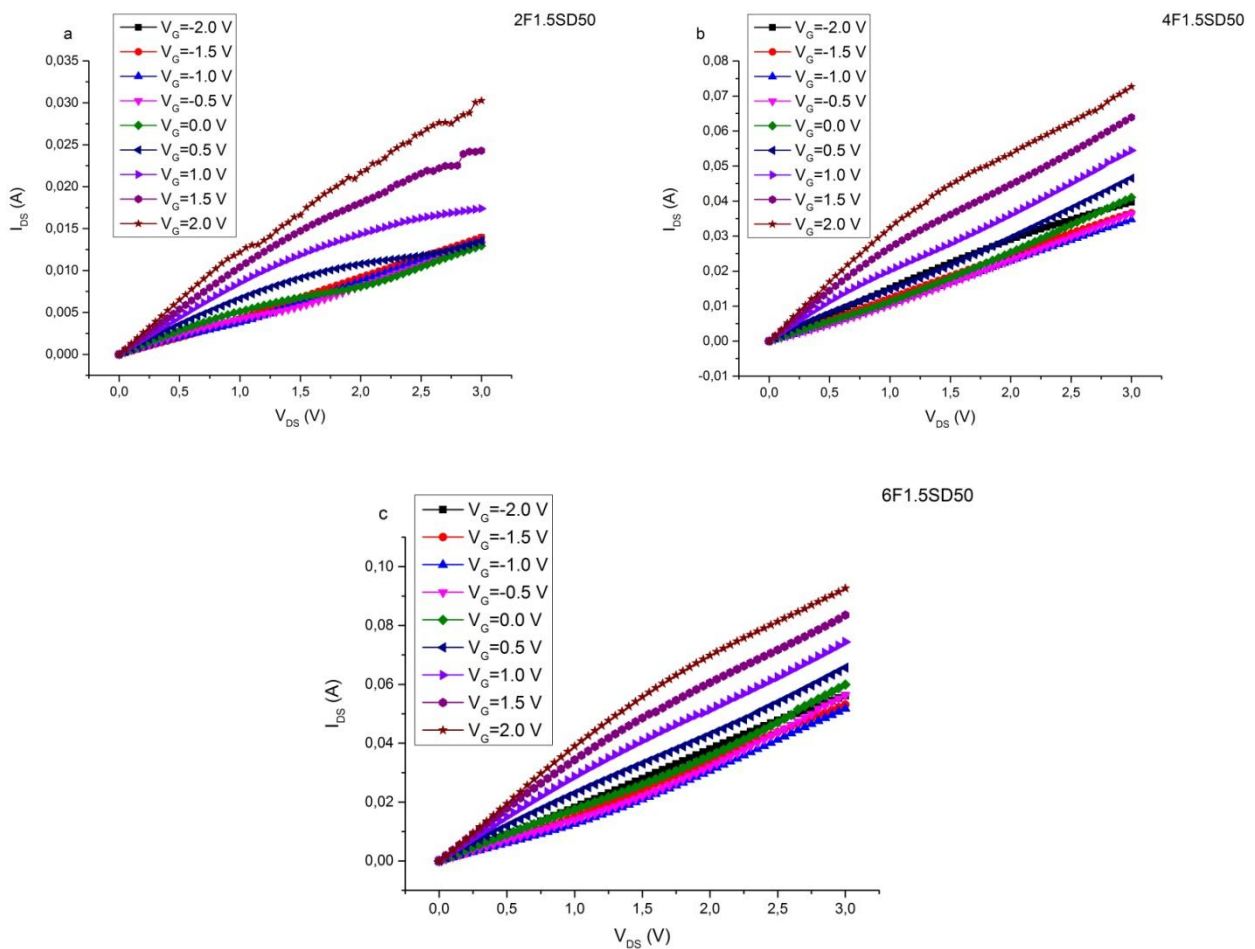 a
2F1.5SD50
V_G=-2.0 V
V_G=-1.5 V
V_G=-1.0 V
V_G=-0.5 V
V_G=0.0 V
V_G=0.5 V
V_G=1.0 V
V_G=1.5 V
V_G=2.0 V
I_DS (A)
0,035
0,030
0,025
0,020
0,015
0,010
0,005
0,000
0,0 0,5 1,0 1,5 2,0 2,5 3,0
V_DS (V)
b
4F1.5SD50
V_G=-2.0 V
V_G=-1.5 V
V_G=-1.0 V
V_G=-0.5 V
V_G=0.0 V
V_G=0.5 V
V_G=1.0 V
V_G=1.5 V
V_G=2.0 V
I_DS (A)
0,08
0,07
0,06
0,05
0,04
0,03
0,02
0,01
0,00
-0,01
0,0 0,5 1,0 1,5 2,0 2,5 3,0
V_DS (V)
c
6F1.5SD50
V_G=-2.0 V
V_G=-1.5 V
V_G=-1.0 V
V_G=-0.5 V
V_G=0.0 V
V_G=0.5 V
V_G=1.0 V
V_G=1.5 V
V_G=2.0 V
I_DS (A)
0,10
0,08
0,06
0,04
0,02
0,00
0,0 0,5 1,0 1,5 2,0 2,5 3,0
V_DS (V)